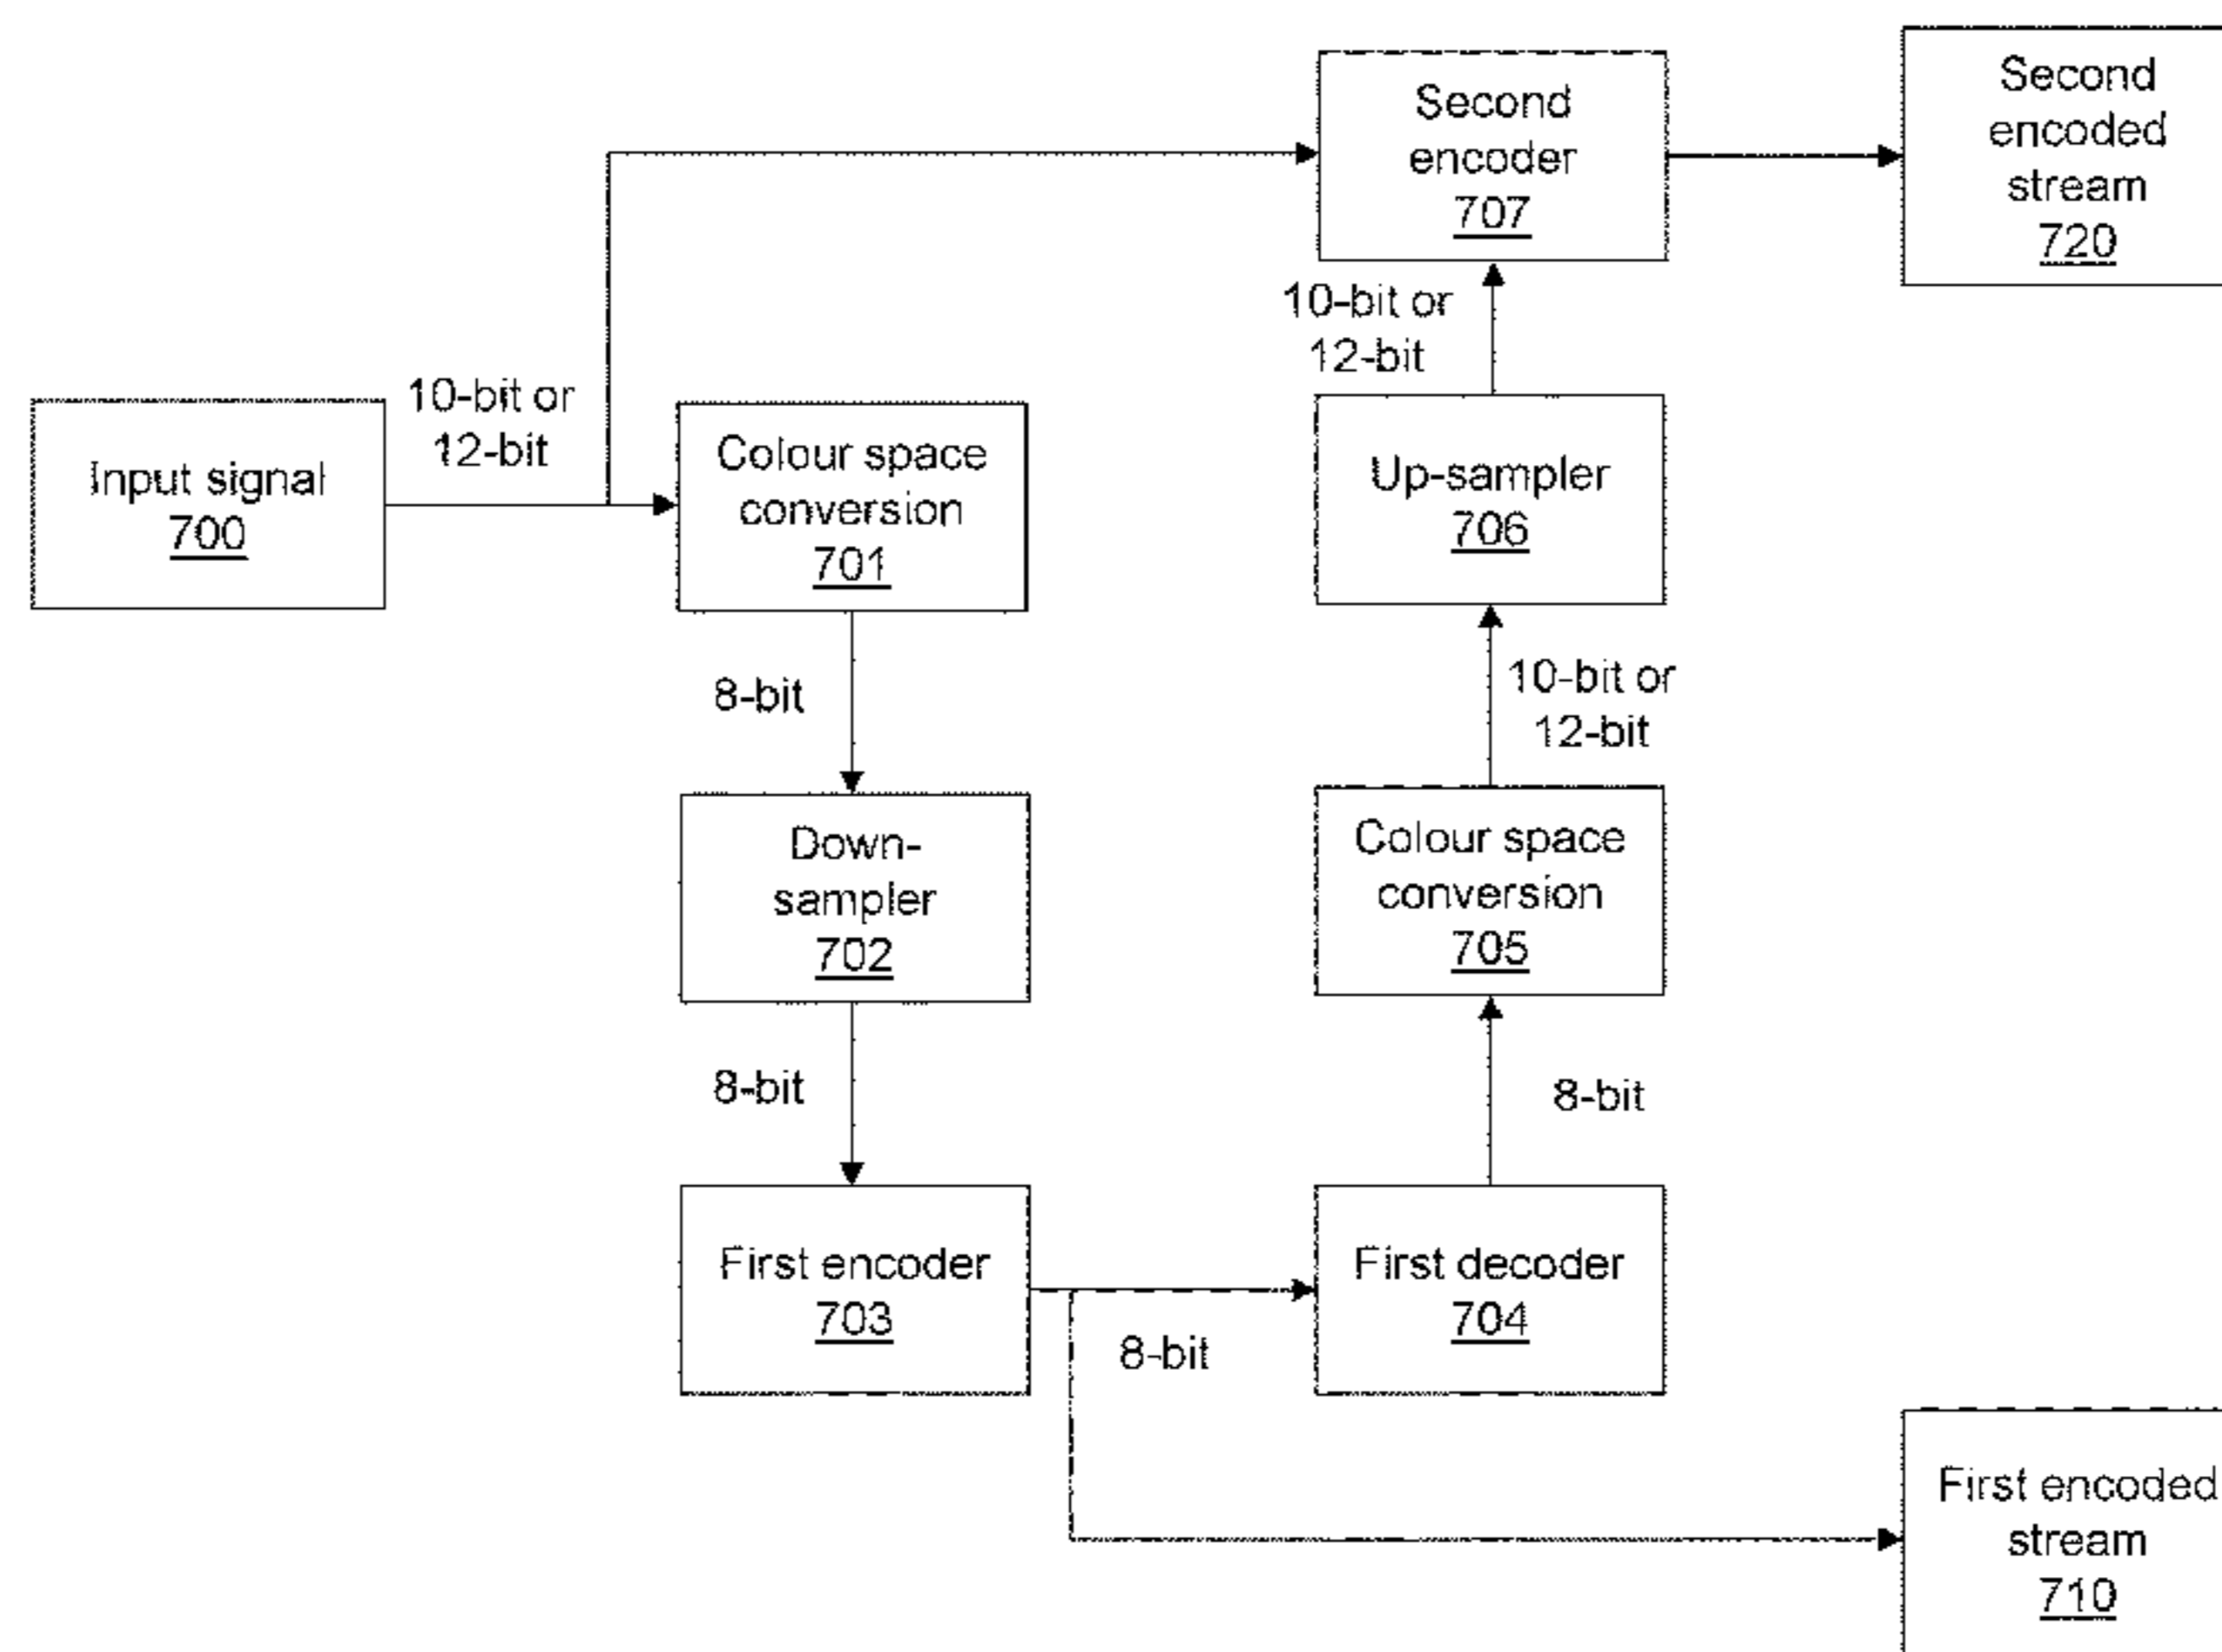 Second
encoder
707
Second
encoded
stream
720
10-bit or
12-bit
Input signal
700
10-bit or
12-bit
Colour space
conversion
701
Up-sampler
706
8-bit
10-bit or
12-bit
Down-
sampler
702
Colour space
conversion
705
8-bit
8-bit
First encoder
703
First decoder
704
8-bit
First encoded
stream
710